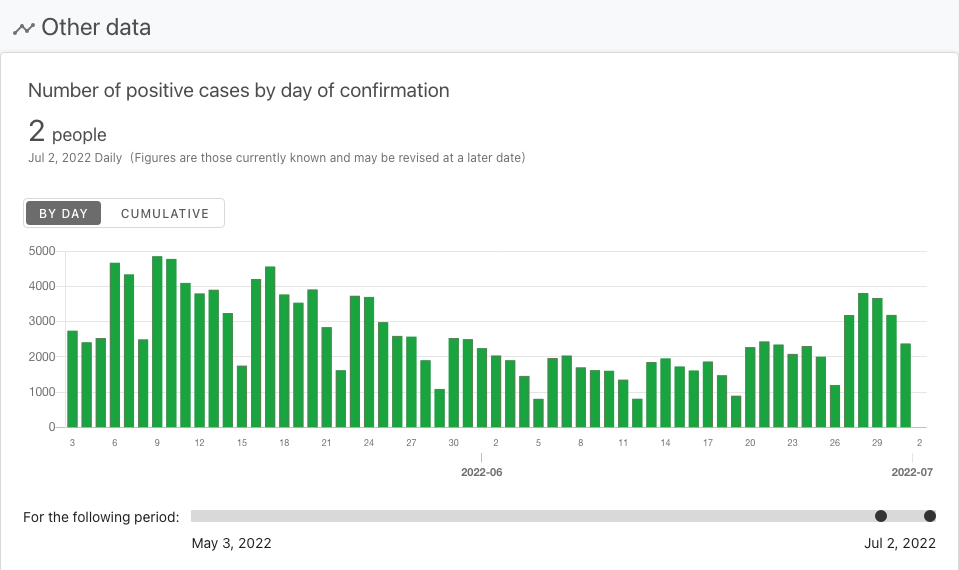 Other data
Number of positive cases by day of confirmation
2 people
Jul 2, 2022 Daily (Figures are those currently known and may be revised at a later date)
BY DAY CUMULATIVE
5000
4000
3000
2000
1000
0
3 6 9 12 15 18 21 24 27 30 2 5 8 11 14 17 20 23 26 29 2
2022-06 2022-07
For the following period:
May 3, 2022 Jul 2, 2022